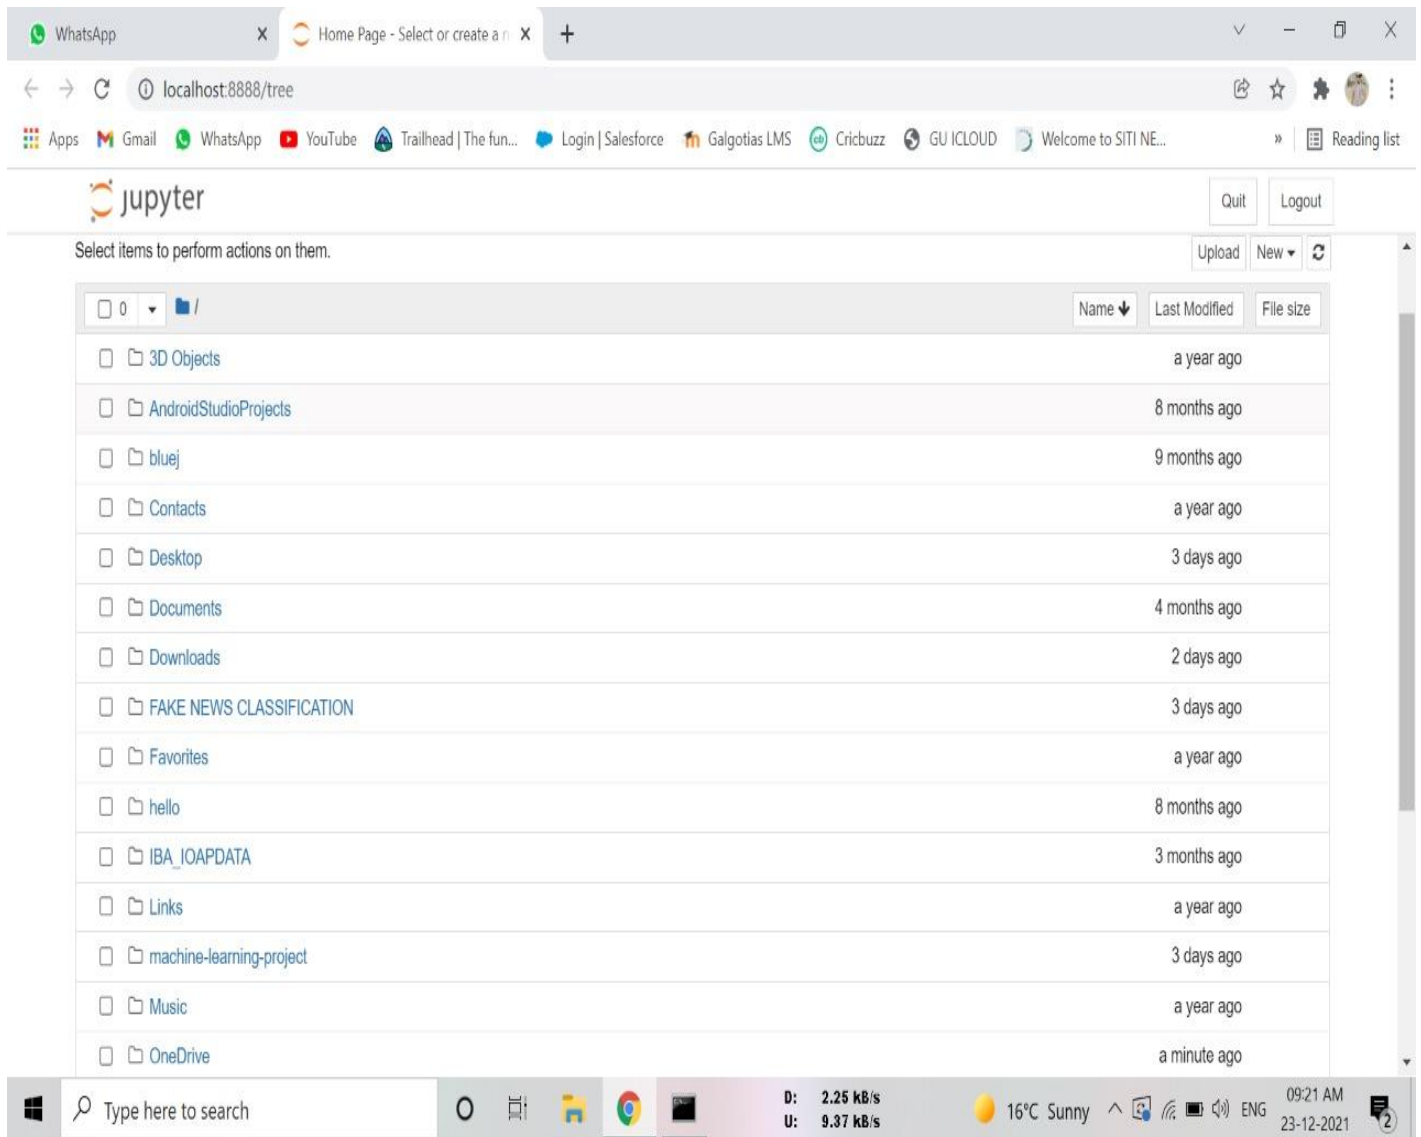 WhatsApp
Home Page - Select or create a n
localhost:8888/tree
Apps Gmail WhatsApp YouTube Trailhead | The fun... Login | Salesforce Galgotias LMS cb Cricbuzz GU ICLOUD Welcome to SITI NE... » Reading list
jupyter Quit Logout
Select items to perform actions on them. Upload New
0 / Name Last Modified File size
3D Objects a year ago
AndroidStudioProjects 8 months ago
bluej 9 months ago
Contacts a year ago
Desktop 3 days ago
Documents 4 months ago
Downloads 2 days ago
FAKE NEWS CLASSIFICATION 3 days ago
Favorites a year ago
hello 8 months ago
IBA_IOAPDATA 3 months ago
Links a year ago
machine-learning-project 3 days ago
Music a year ago
OneDrive a minute ago
Type here to search
D: 2.25 kB/s
U: 9.37 kB/s
16°C Sunny ENG
09:21 AM
23-12-2021
2